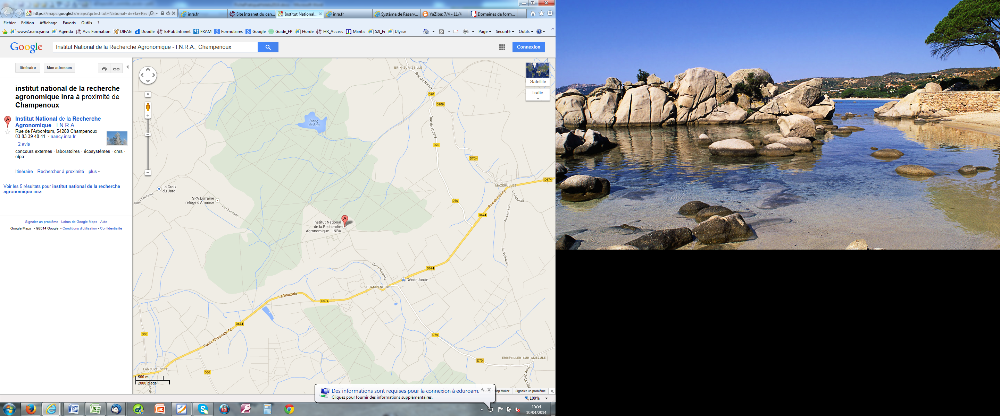 https://maps.google.fr/maps?q=Institut+National+de+la+Rec
inra.fr
Site Intranet du cen...
Institut National...
inra.fr
Système de Réserv...
YaZiba: 7/4 - 11/4
Domaines de form...
Fichier Edition Affichage Favoris Outils ?
www2.nancy.inra Agenda Avis Formation DIFAG Doodle EzPub Intranet FRAM Formulaires Google Guide_FP Horde HR_Access Mantis S2I_Fi Ulysse Page Sécurité Outils
Google
Institut National de la Recherche Agronomique - I.N.R.A., Champenoux
Connexion
Itinéraire
Mes adresses
institut national de la recherche
agronomique inra à proximité de
Champenoux
A
Institut National de la Recherche
Agronomique - I.N.R.A.
Rue de l'Arborétum, 54280 Champenoux
03 83 39 40 41 · nancy.inra.fr
2 avis ·
concours externes · laboratoires · écosystèmes · cnrs ·
efpa
Itinéraire Rechercher à proximité plus
Voir les 5 résultats pour institut national de la recherche
agronomique inra
Signaler un problème - Labos de Google Maps - Aide
Google Maps - ©2014 Google - Conditions d'utilisation - Confidentialité
Satellite
Trafic
BRIN-SUR-SEILLE
Rue de Nancy
D70
D70H
Étang
de Brin
Rue de Nancy
D70
D70H
D674
MAZERULLES
La Croix
du Jard
Fleur Fontaine
SPA Lorraine
refuge d'Amance
La Fourasse
Le Pâturail
Rue de Nancy
D70
D674
Au Voihaut
A
Institut National
de la Recherche
Agronomique - INRA
Au Voihaut
Rue d'Amance
D674
Décor Jardin
CHAMPENOUX
La Bouzule
D674
D674
D86
Route Nationale 74
D70
ERBÉVILLER-SUR-AMEZULE
D70
LANEUVELOTTE
D86
500 m
2000 pieds
Map Maker
Signaler un problème
Des informations sont requises pour la connexion à eduroam.
Cliquez pour fournir des informations supplémentaires.
100%
15:54
10/04/2014